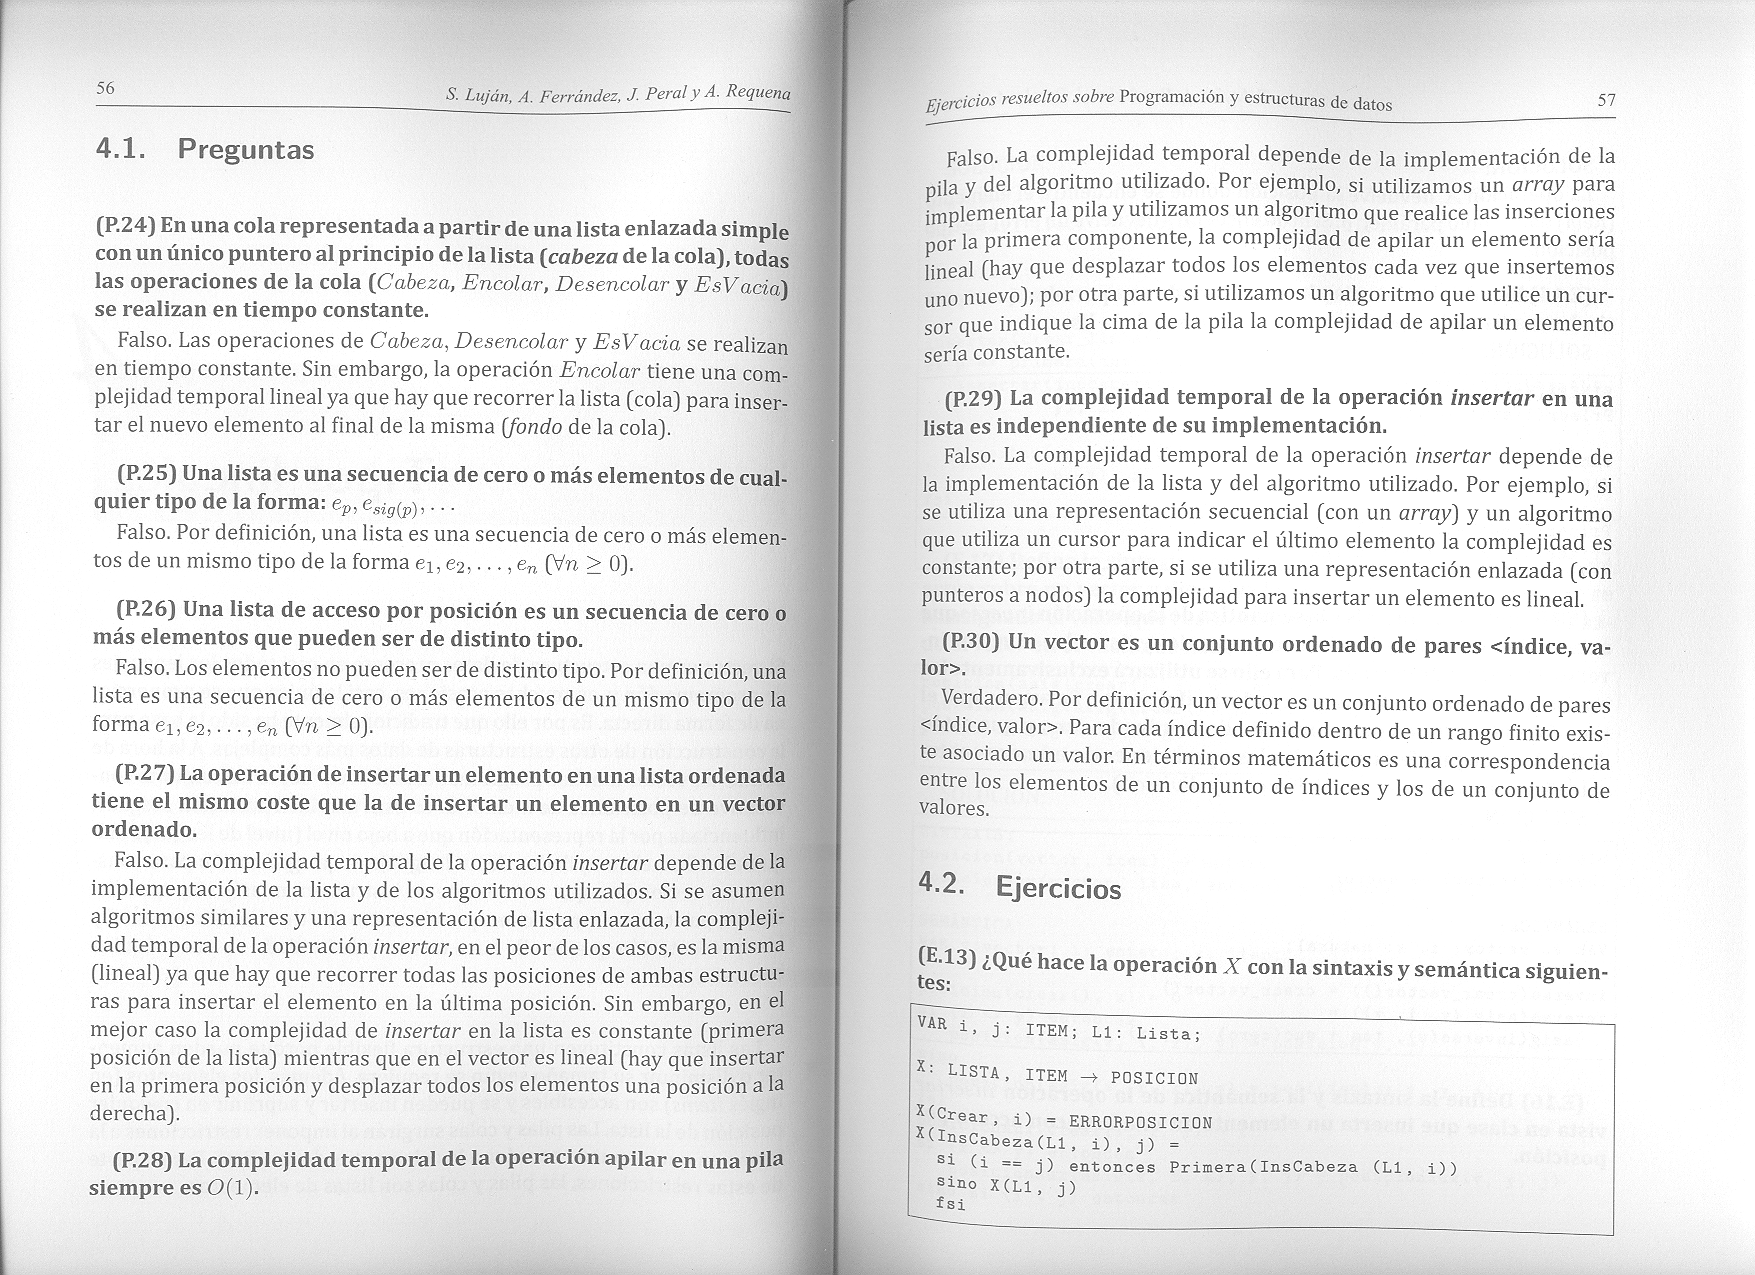 56
S. Luján, A. Ferrández, J. Peral y A. Requena
4.1. Preguntas
(P.24) En una cola representada a partir de una lista enlazada simple
con un único puntero al principio de la lista (cabeza de la cola), todas
las operaciones de la cola (Cabeza, Encolar, Desencolar y EsVacia)
se realizan en tiempo constante.
Falso. Las operaciones de Cabeza, Desencolar y EsVacia se realizan
en tiempo constante. Sin embargo, la operación Encolar tiene una com-
plejidad temporal lineal ya que hay que recorrer la lista (cola) para inser-
tar el nuevo elemento al final de la misma (fondo de la cola).
(P.25) Una lista es una secuencia de cero o más elementos de cual-
quier tipo de la forma: e_p, e_sig(p), ...
Falso. Por definición, una lista es una secuencia de cero o más elemen-
tos de un mismo tipo de la forma e₁, e₂, ..., eₙ (∀n ≥ 0).
(P.26) Una lista de acceso por posición es un secuencia de cero o
más elementos que pueden ser de distinto tipo.
Falso. Los elementos no pueden ser de distinto tipo. Por definición, una
lista es una secuencia de cero o más elementos de un mismo tipo de la
forma e₁, e₂, ..., eₙ (∀n ≥ 0).
(P.27) La operación de insertar un elemento en una lista ordenada
tiene el mismo coste que la de insertar un elemento en un vector
ordenado.
Falso. La complejidad temporal de la operación insertar depende de la
implementación de la lista y de los algoritmos utilizados. Si se asumen
algoritmos similares y una representación de lista enlazada, la compleji-
dad temporal de la operación insertar, en el peor de los casos, es la misma
(lineal) ya que hay que recorrer todas las posiciones de ambas estructu-
ras para insertar el elemento en la última posición. Sin embargo, en el
mejor caso la complejidad de insertar en la lista es constante (primera
posición de la lista) mientras que en el vector es lineal (hay que insertar
en la primera posición y desplazar todos los elementos una posición a la
derecha).
(P.28) La complejidad temporal de la operación apilar en una pila
siempre es O(1).
Ejercicios resueltos sobre Programación y estructuras de datos
57
Falso. La complejidad temporal depende de la implementación de la
pila y del algoritmo utilizado. Por ejemplo, si utilizamos un array para
implementar la pila y utilizamos un algoritmo que realice las inserciones
por la primera componente, la complejidad de apilar un elemento sería
lineal (hay que desplazar todos los elementos cada vez que insertemos
uno nuevo); por otra parte, si utilizamos un algoritmo que utilice un cur-
sor que indique la cima de la pila la complejidad de apilar un elemento
sería constante.
(P.29) La complejidad temporal de la operación insertar en una
lista es independiente de su implementación.
Falso. La complejidad temporal de la operación insertar depende de
la implementación de la lista y del algoritmo utilizado. Por ejemplo, si
se utiliza una representación secuencial (con un array) y un algoritmo
que utiliza un cursor para indicar el último elemento la complejidad es
constante; por otra parte, si se utiliza una representación enlazada (con
punteros a nodos) la complejidad para insertar un elemento es lineal.
(P.30) Un vector es un conjunto ordenado de pares <índice, va-
lor>.
Verdadero. Por definición, un vector es un conjunto ordenado de pares
<índice, valor>. Para cada índice definido dentro de un rango finito exis-
te asociado un valor. En términos matemáticos es una correspondencia
entre los elementos de un conjunto de índices y los de un conjunto de
valores.
4.2. Ejercicios
(E.13) ¿Qué hace la operación X con la sintaxis y semántica siguien-
tes:
VAR i, j: ITEM; L1: Lista;
X: LISTA, ITEM → POSICION
X(Crear, i) = ERRORPOSICION
X(InsCabeza(L1, i), j) =
si (i == j) entonces Primera(InsCabeza (L1, i))
sino X(L1, j)
fsi